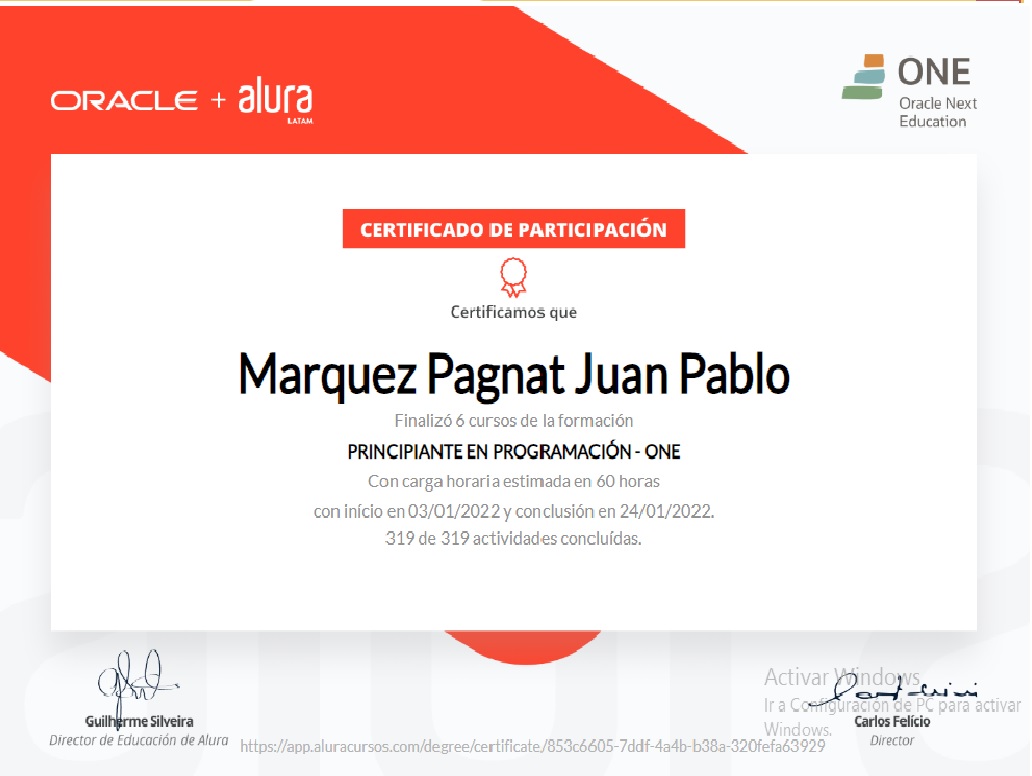 ORACLE + alura
LATAM
ONE
Oracle Next
Education
CERTIFICADO DE PARTICIPACIÓN
Certificamos que
Marquez Pagnat Juan Pablo
Finalizó 6 cursos de la formación
PRINCIPIANTE EN PROGRAMACIÓN - ONE
Con carga horaria estimada en 60 horas
con início en 03/01/2022 y conclusión en 24/01/2022.
319 de 319 actividades concluídas.
Guilherme Silveira
Director de Educación de Alura
https://app.aluracursos.com/degree/certificate/853c6605-7ddf-4a4b-b38a-320fefa63929
Activar Windows
Ir a Configuración de PC para activar
Windows.
Carlos Felício
Director